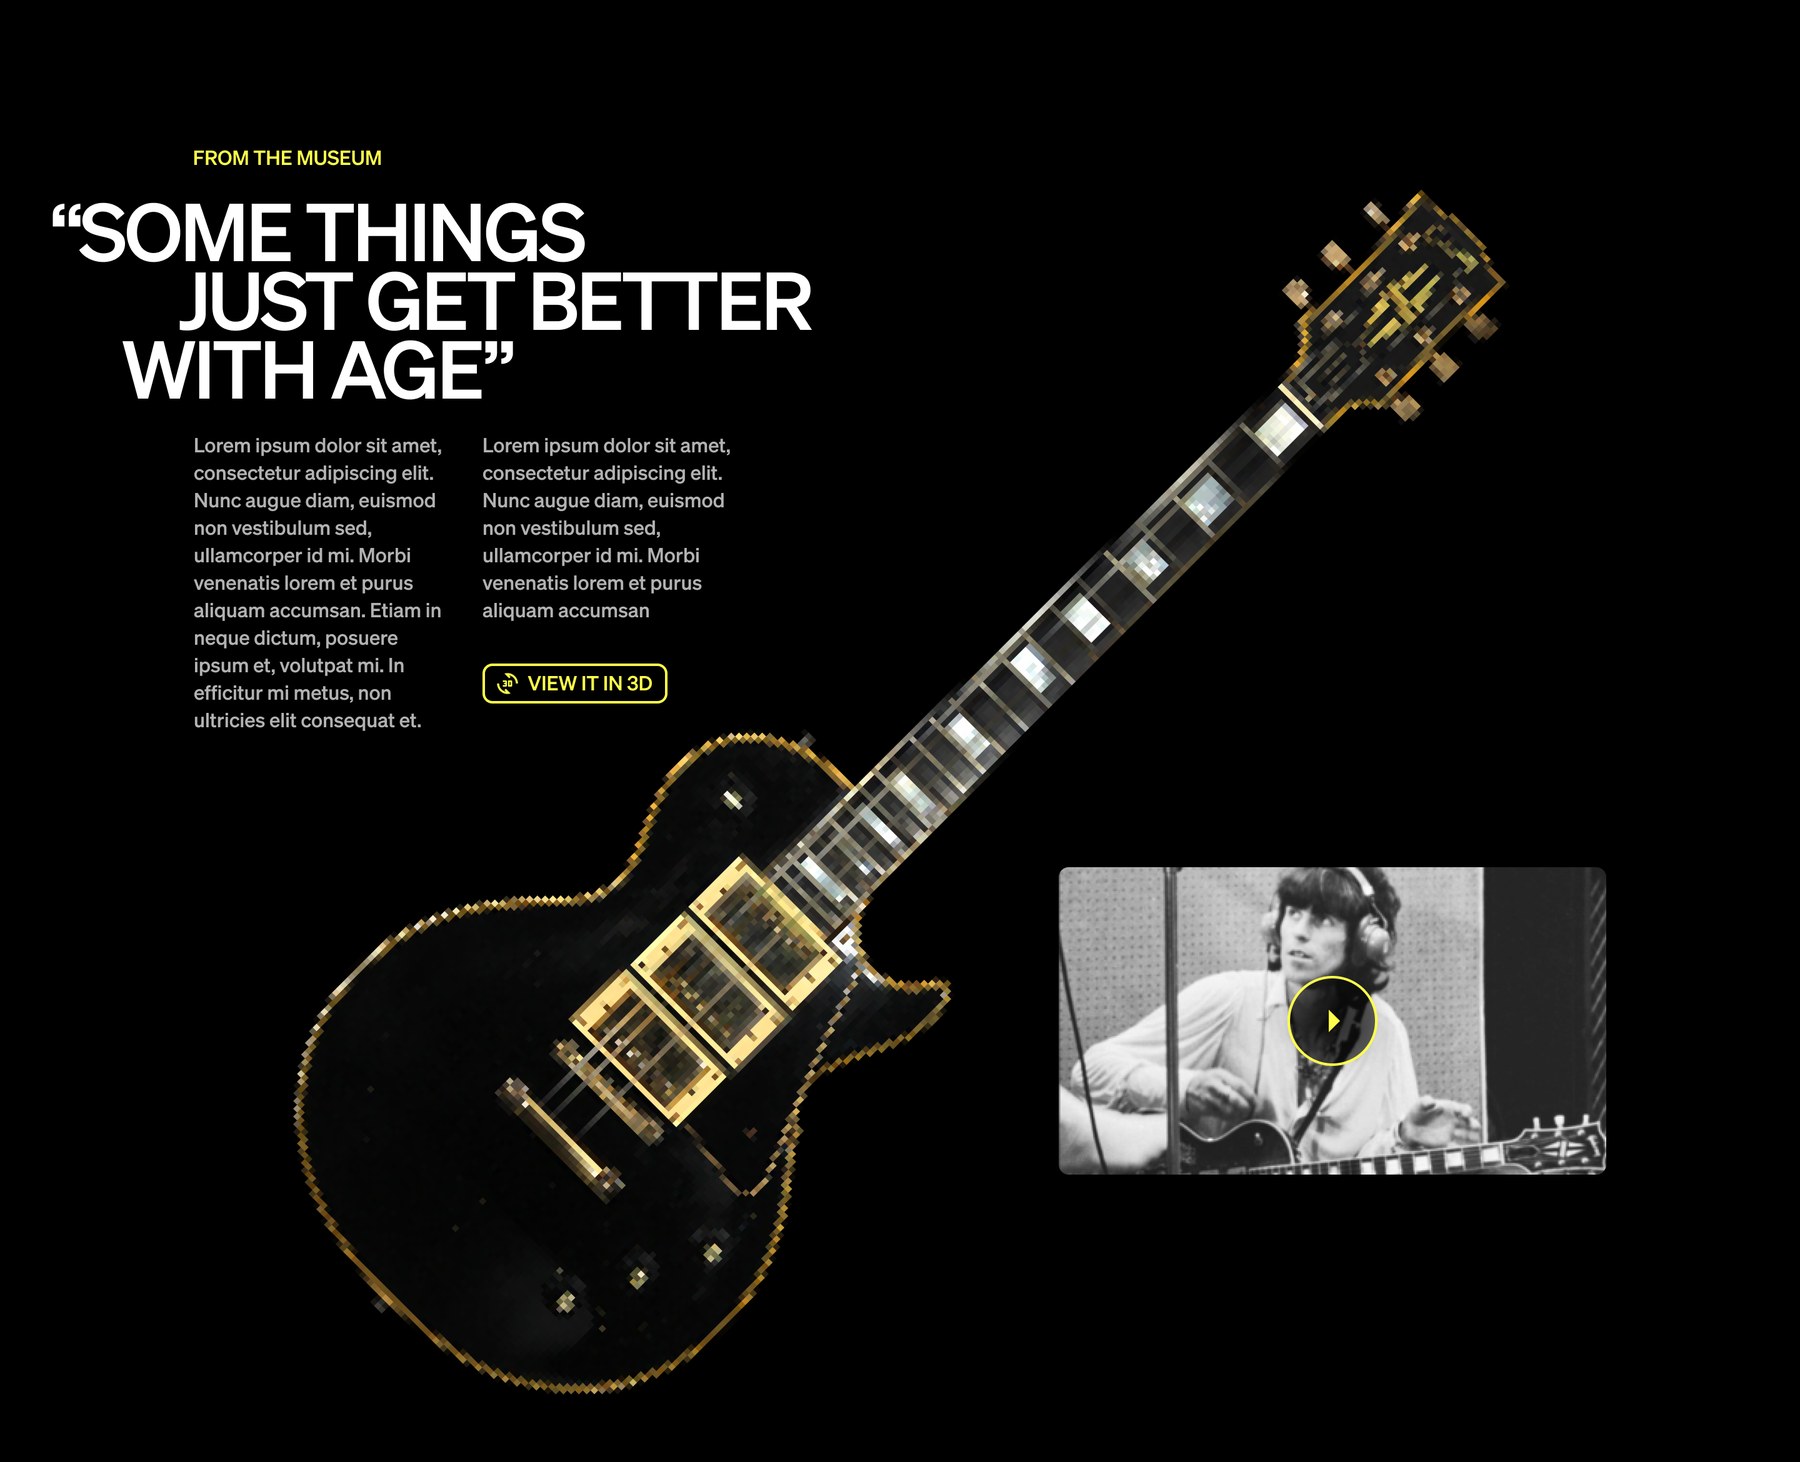 FROM THE MUSEUM
“SOME THINGS
JUST GET BETTER
WITH AGE”
Lorem ipsum dolor sit amet,
consectetur adipiscing elit.
Nunc augue diam, euismod
non vestibulum sed,
ullamcorper id mi. Morbi
venenatis lorem et purus
aliquam accumsan. Etiam in
neque dictum, posuere
ipsum et, volutpat mi. In
efficitur mi metus, non
ultricies elit consequat et.
Lorem ipsum dolor sit amet,
consectetur adipiscing elit.
Nunc augue diam, euismod
non vestibulum sed,
ullamcorper id mi. Morbi
venenatis lorem et purus
aliquam accumsan
3D
VIEW IT IN 3D